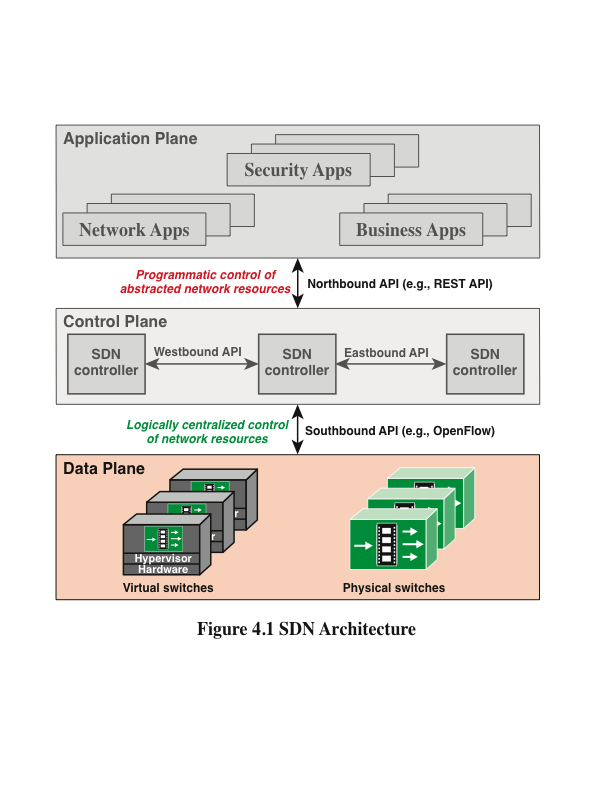 Application Plane
Security Apps
Network Apps
Business Apps
Programmatic control of
abstracted network resources
Northbound API (e.g., REST API)
Control Plane
SDN
controller
Westbound API
SDN
controller
Eastbound API
SDN
controller
Logically centralized control
of network resources
Southbound API (e.g., OpenFlow)
Data Plane
Hypervisor
Hardware
Virtual switches
Physical switches
Figure 4.1 SDN Architecture